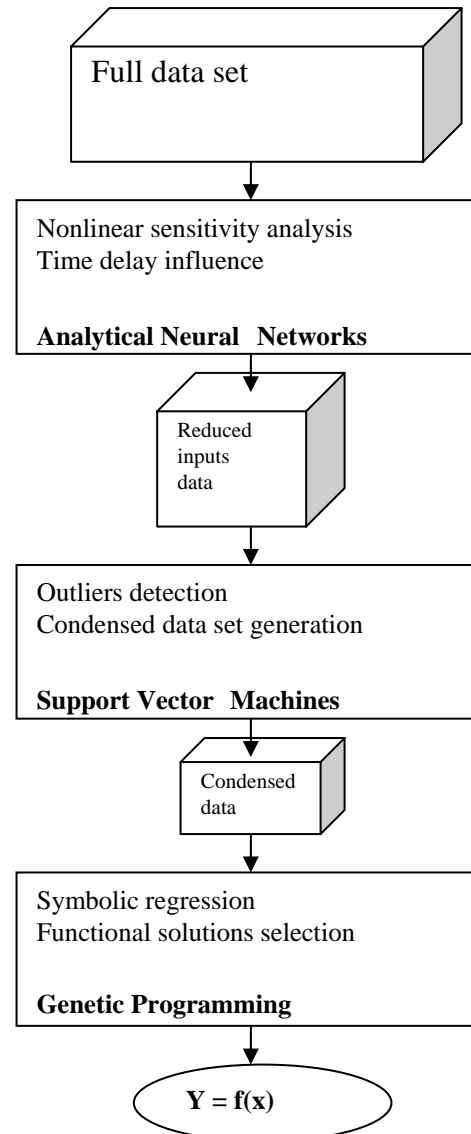 Full data set
Nonlinear sensitivity analysis
Time delay influence
Analytical Neural Networks
Reduced
inputs
data
Outliers detection
Condensed data set generation
Support Vector Machines
Condensed
data
Symbolic regression
Functional solutions selection
Genetic Programming
Y = f(x)